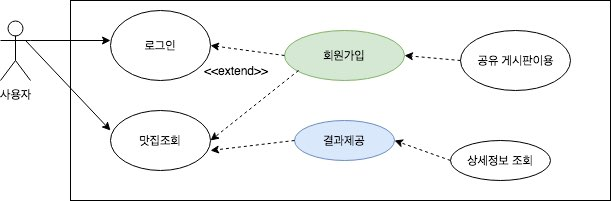 로그인
회원가입
공유 게시판이용
<<extend>>
사용자
맛집조회
결과제공
상세정보 조회